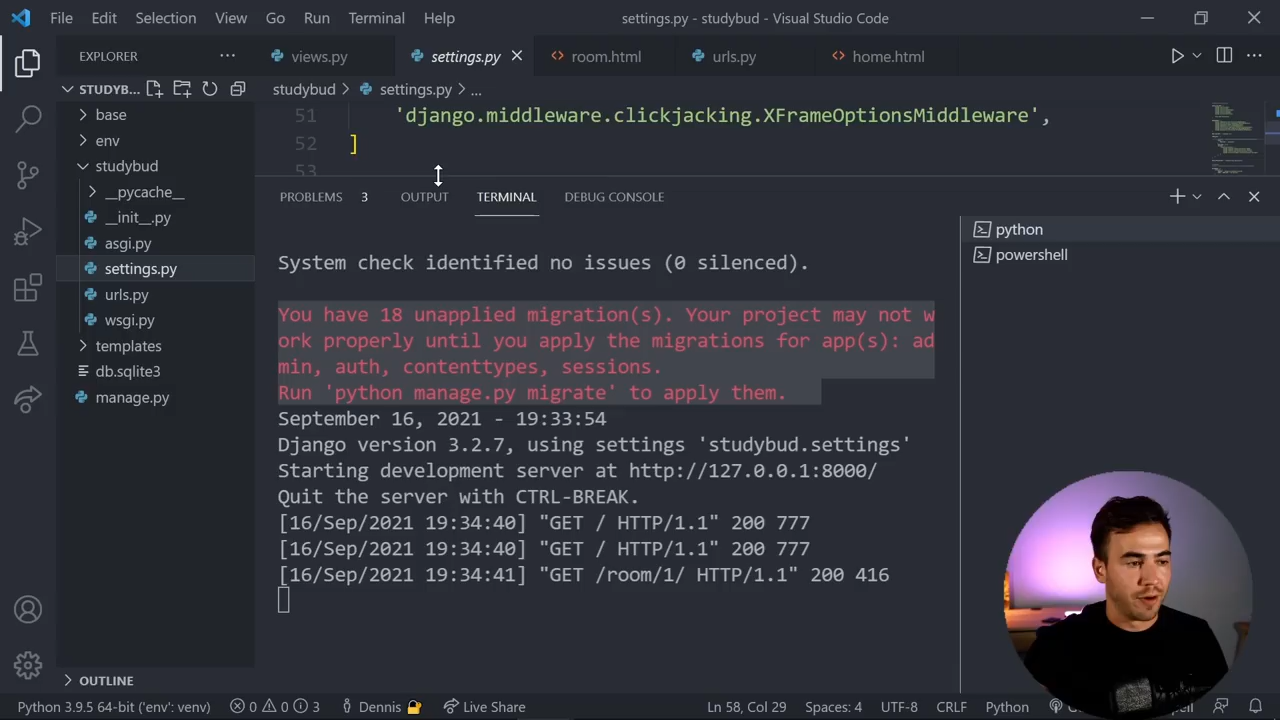 File Edit Selection View Go Run Terminal Help
settings.py - studybud - Visual Studio Code
EXPLORER
views.py
settings.py
room.html
urls.py
home.html
STUDYB...
studybud > settings.py > ...
base
env
studybud
__pycache__
__init__.py
asgi.py
settings.py
urls.py
wsgi.py
templates
db.sqlite3
manage.py
OUTLINE
51 'django.middleware.clickjacking.XFrameOptionsMiddleware',
52 ]
53
PROBLEMS 3 OUTPUT TERMINAL DEBUG CONSOLE
System check identified no issues (0 silenced).
You have 18 unapplied migration(s). Your project may not w
ork properly until you apply the migrations for app(s): ad
min, auth, contenttypes, sessions.
Run 'python manage.py migrate' to apply them.
September 16, 2021 - 19:33:54
Django version 3.2.7, using settings 'studybud.settings'
Starting development server at http://127.0.0.1:8000/
Quit the server with CTRL-BREAK.
[16/Sep/2021 19:34:40] "GET / HTTP/1.1" 200 777
[16/Sep/2021 19:34:40] "GET / HTTP/1.1" 200 777
[16/Sep/2021 19:34:41] "GET /room/1/ HTTP/1.1" 200 416
python
powershell
Python 3.9.5 64-bit ('env': venv) 0 0 3 Dennis Live Share Ln 58, Col 29 Spaces: 4 UTF-8 CRLF Python